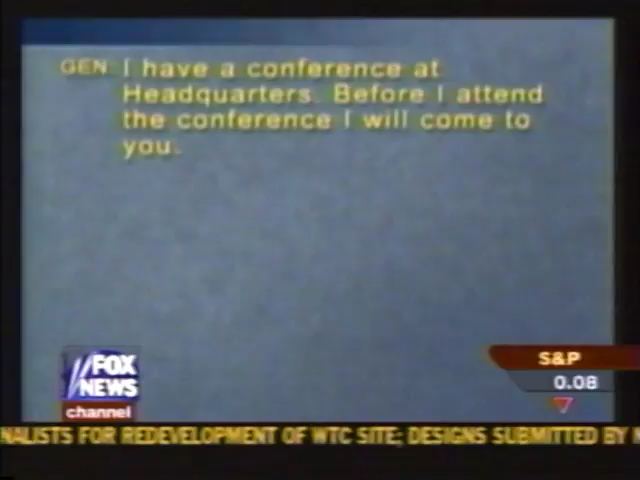 GEN: I have a conference at
Headquarters. Before I attend
the conference I will come to
you.
FOX
NEWS
channel
S&P
0.08
NALISTS FOR REDEVELOPMENT OF WTC SITE; DESIGNS SUBMITTED BY